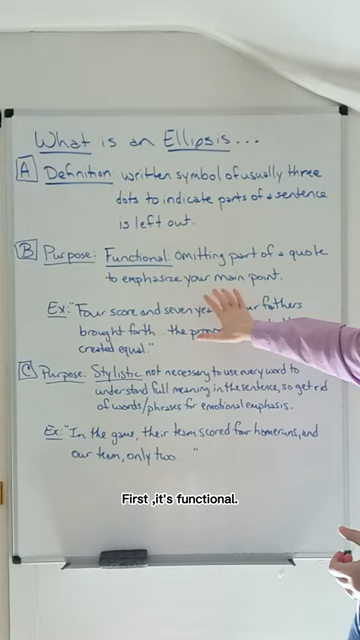 What is an Ellipsis...
A Definition: written symbol of usually three
dots to indicate parts of a sentence
is left out.
B Purpose: Functional: omitting part of a quote
to emphasize your main point.
Ex: "Four score and seven fathers
brought forth ... the
created equal."
C Purpose: Stylistic not necessary to use every word to
understand full meaning in the sentence, so get rid
of words/phrases for emotional emphasis.
Ex: "In the game, their team scored four homeruns, and
our team, only two... "
First ,it's functional.